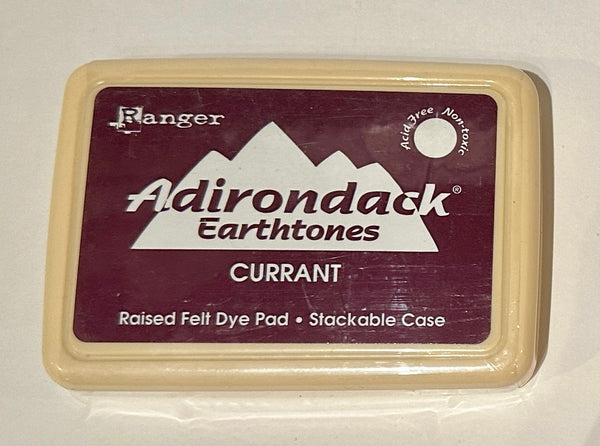 Ranger
Acid Free Non-toxic
Adirondack®
Earthtones
CURRANT
Raised Felt Dye Pad • Stackable Case